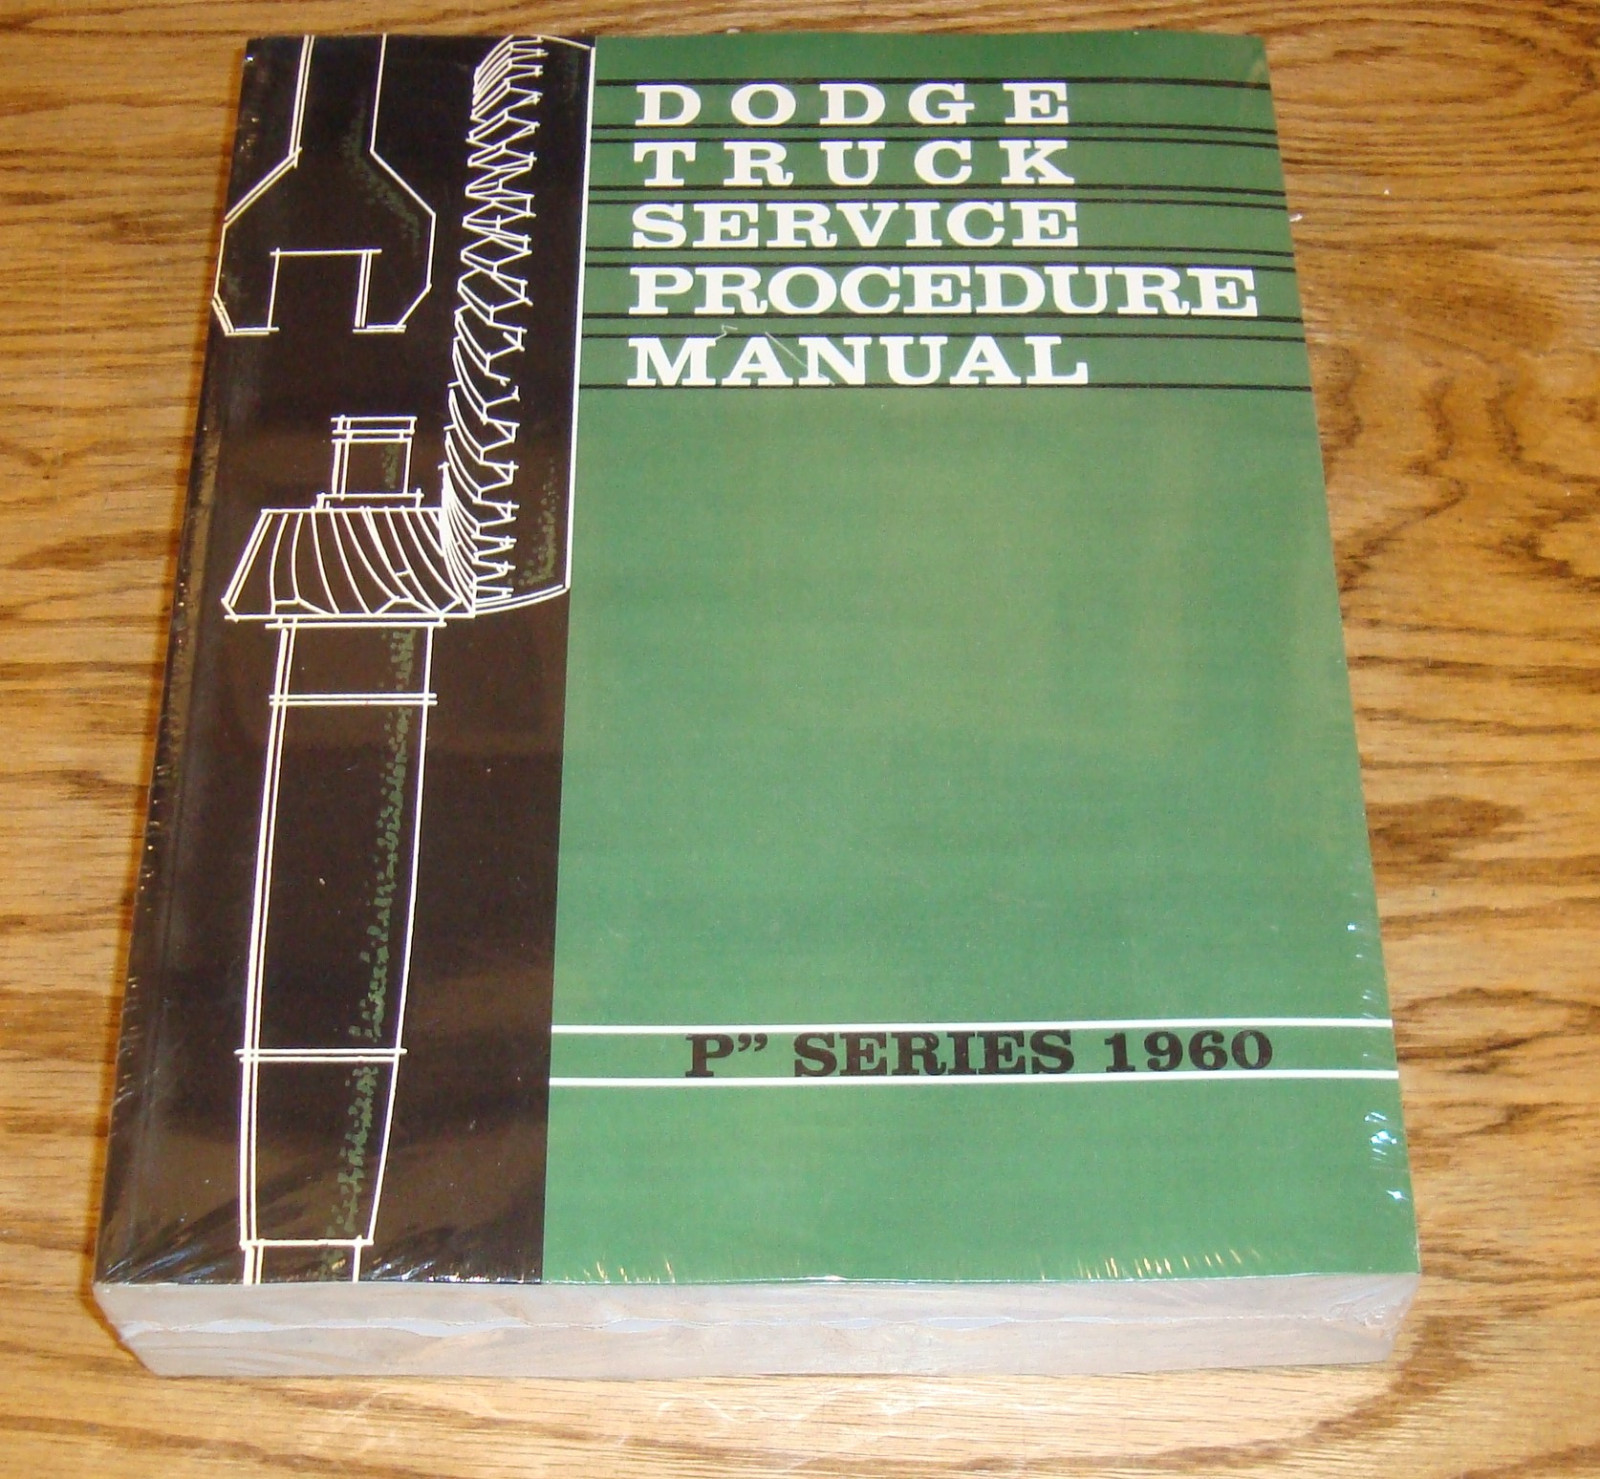 DODGE
TRUCK
SERVICE
PROCEDURE
MANUAL
P” SERIES 1960